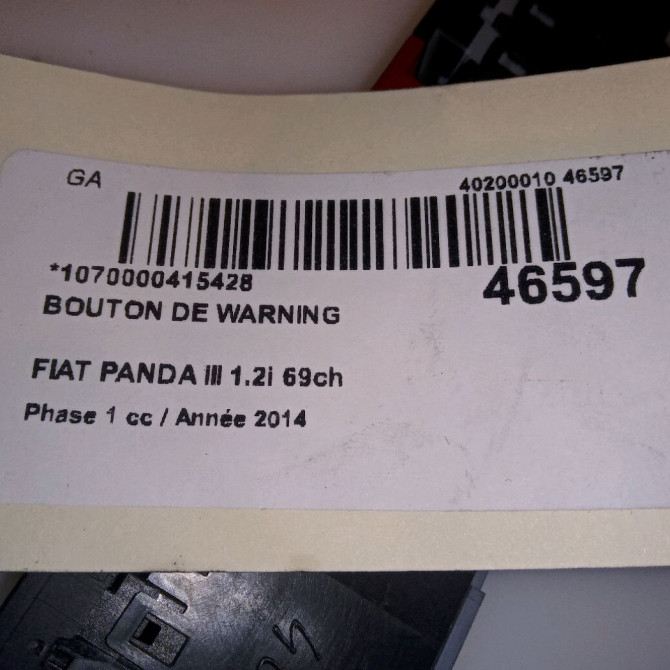 GA
40200010 46597
*1070000415428
46597
BOUTON DE WARNING
FIAT PANDA III 1.2i 69ch
Phase 1 cc / Année 2014